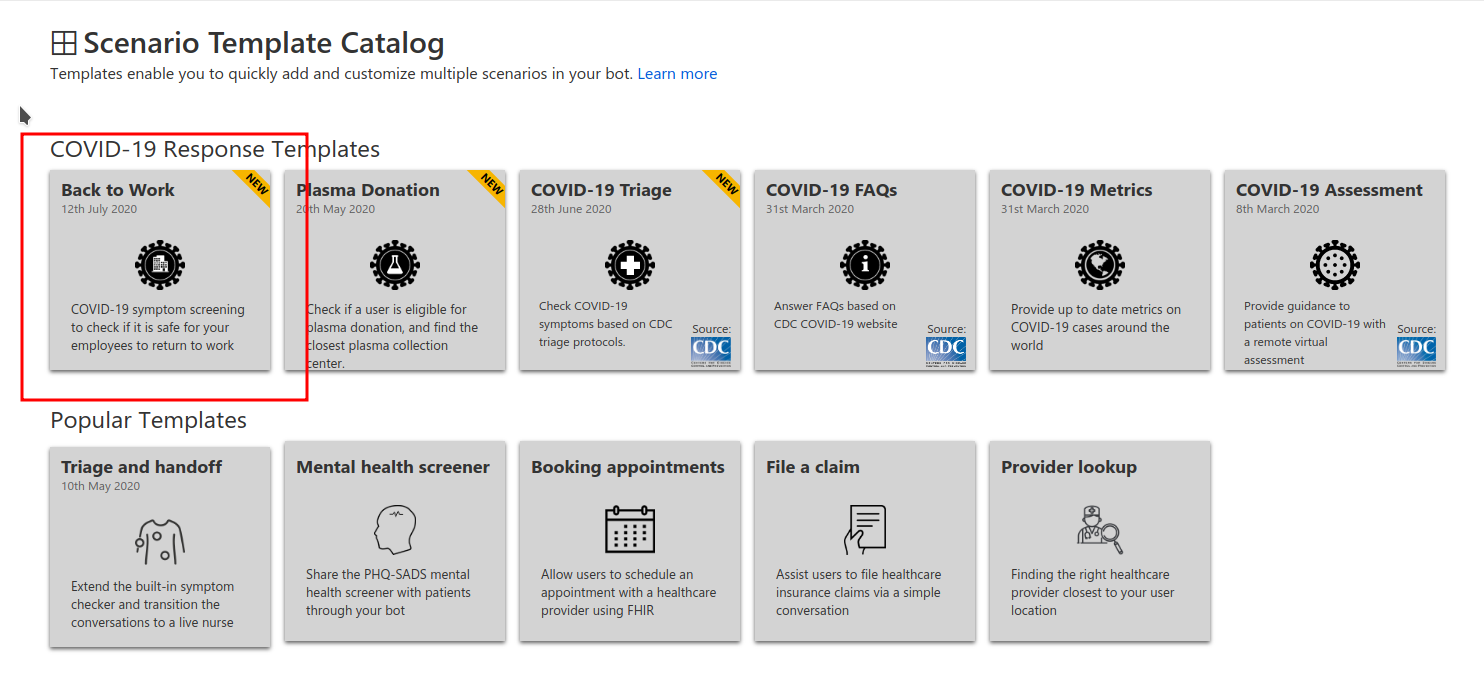 Scenario Template Catalog
Templates enable you to quickly add and customize multiple scenarios in your bot. Learn more
COVID-19 Response Templates
Back to Work
NEW
12th July 2020
COVID-19 symptom screening
to check if it is safe for your
employees to return to work
Plasma Donation
NEW
20th May 2020
Check if a user is eligible for
plasma donation, and find the
closest plasma collection
center.
COVID-19 Triage
NEW
28th June 2020
Check COVID-19
symptoms based on CDC
triage protocols.
Source:
CDC
COVID-19 FAQs
31st March 2020
Answer FAQs based on
CDC COVID-19 website
Source:
CDC
COVID-19 Metrics
31st March 2020
Provide up to date metrics on
COVID-19 cases around the
world
COVID-19 Assessment
8th March 2020
Provide guidance to
patients on COVID-19 with
a remote virtual
assessment
Source:
CDC
Popular Templates
Triage and handoff
10th May 2020
Extend the built-in symptom
checker and transition the
conversations to a live nurse
Mental health screener
Share the PHQ-SADS mental
health screener with patients
through your bot
Booking appointments
Allow users to schedule an
appointment with a healthcare
provider using FHIR
File a claim
Assist users to file healthcare
insurance claims via a simple
conversation
Provider lookup
Finding the right healthcare
provider closest to your user
location